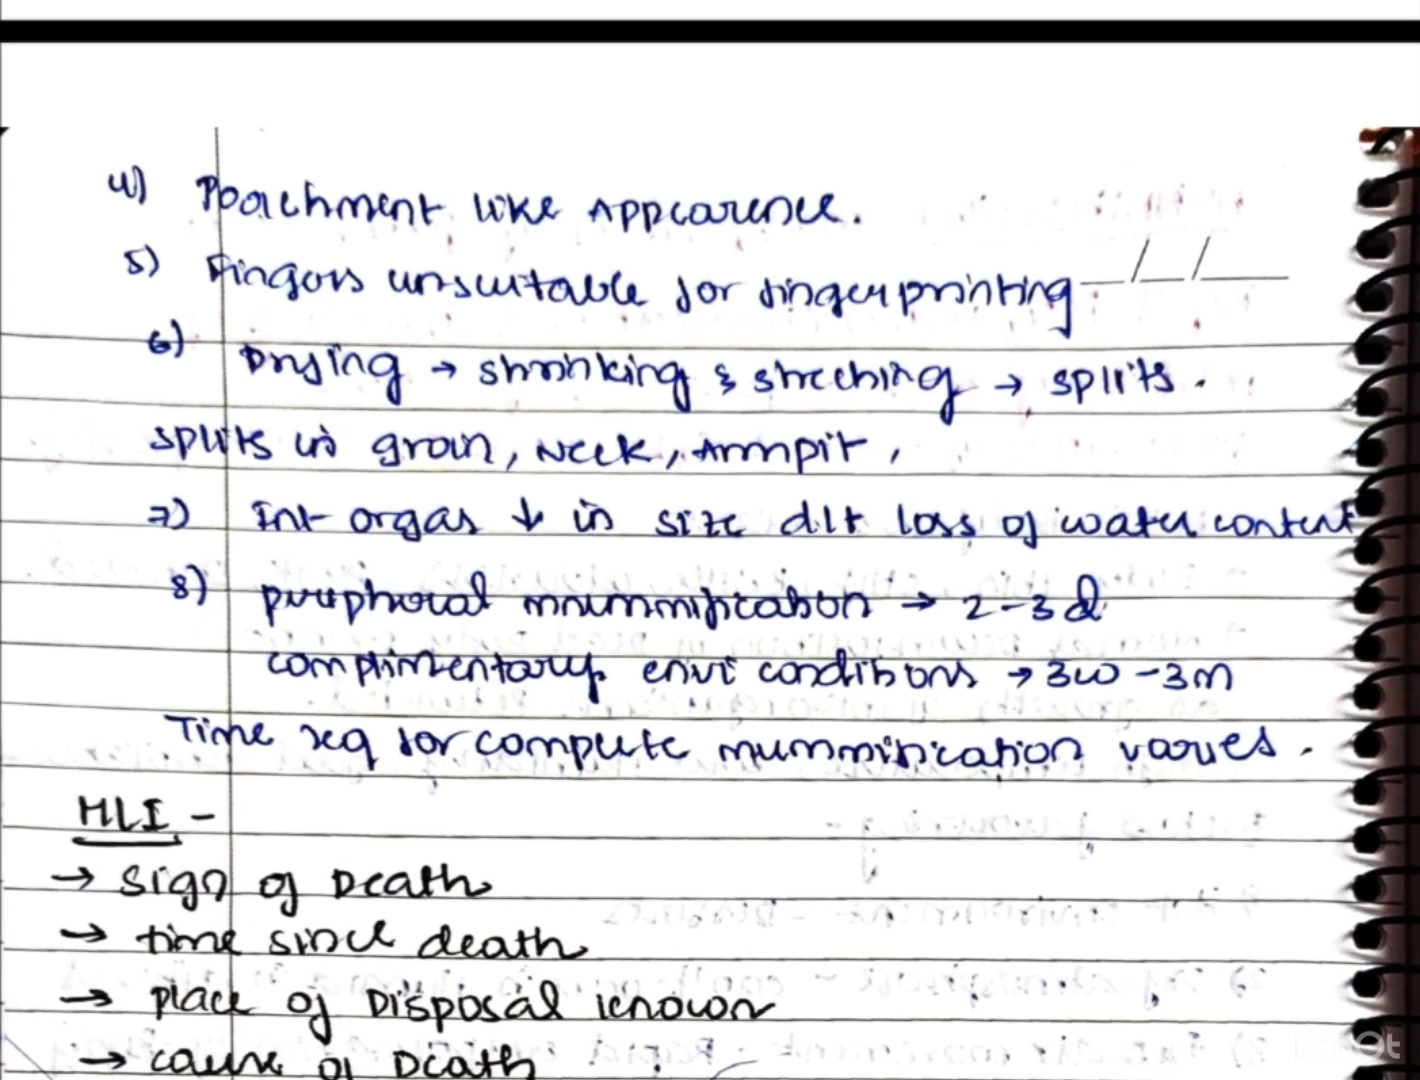 4) Parchment like Appearence.
5) Fingers unsuitable for fingerprinting
6) Drying → shrinking & streching → splits.
splits in groin, Neck, Armpit,
7) Int orgas ↓ in size d/t loss of water content
8) peripheral mummification → 2-3 d
complimentary envi conditions → 3w - 3m
Time req for complete mummification varies.
MLI -
→ Sign of Death
→ time since death
→ place of Disposal known
→ cause of Death